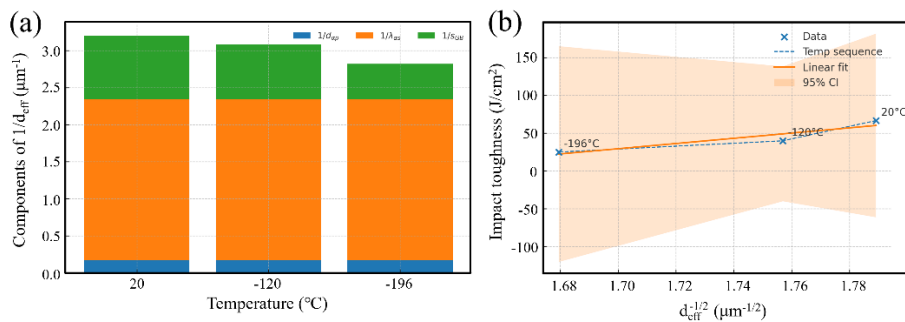 (a)
1/d_αρ 1/λ_αs 1/s_GB
Components of 1/d_eff (μm⁻¹)
3.0
2.5
2.0
1.5
1.0
0.5
0.0
20 -120 -196
Temperature (℃)
(b)
Data
Temp sequence
Linear fit
95% CI
Impact toughness (J/cm²)
150
100
50
0
-50
-100
-196°C
-120°C
20°C
1.68 1.70 1.72 1.74 1.76 1.78
d_eff^-1/2 (μm^-1/2)